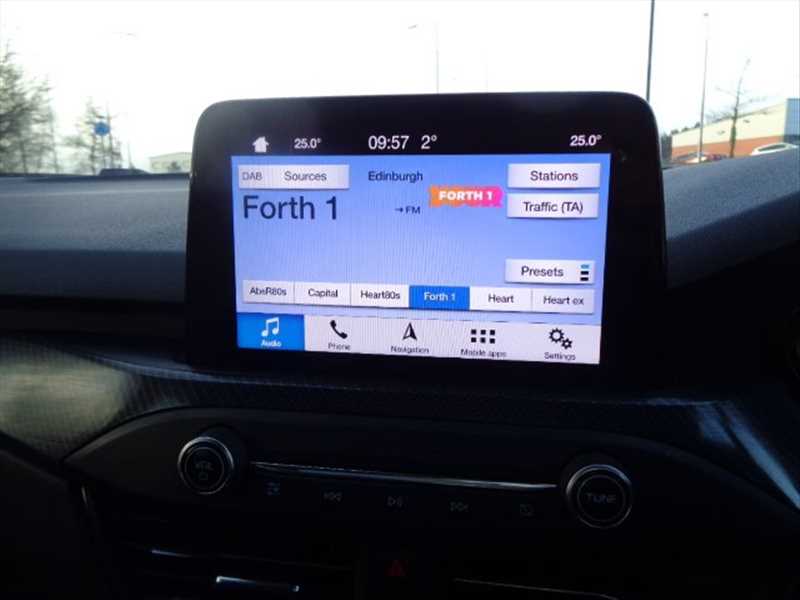 25.0° 09:57 2° 25.0°
DAB Sources Edinburgh Stations
FORTH 1
Forth 1 →FM Traffic (TA)
Presets
AbsR80s Capital Heart80s Forth 1 Heart Heart ex
Audio Phone Navigation Mobile apps Settings
VOL
TUNE